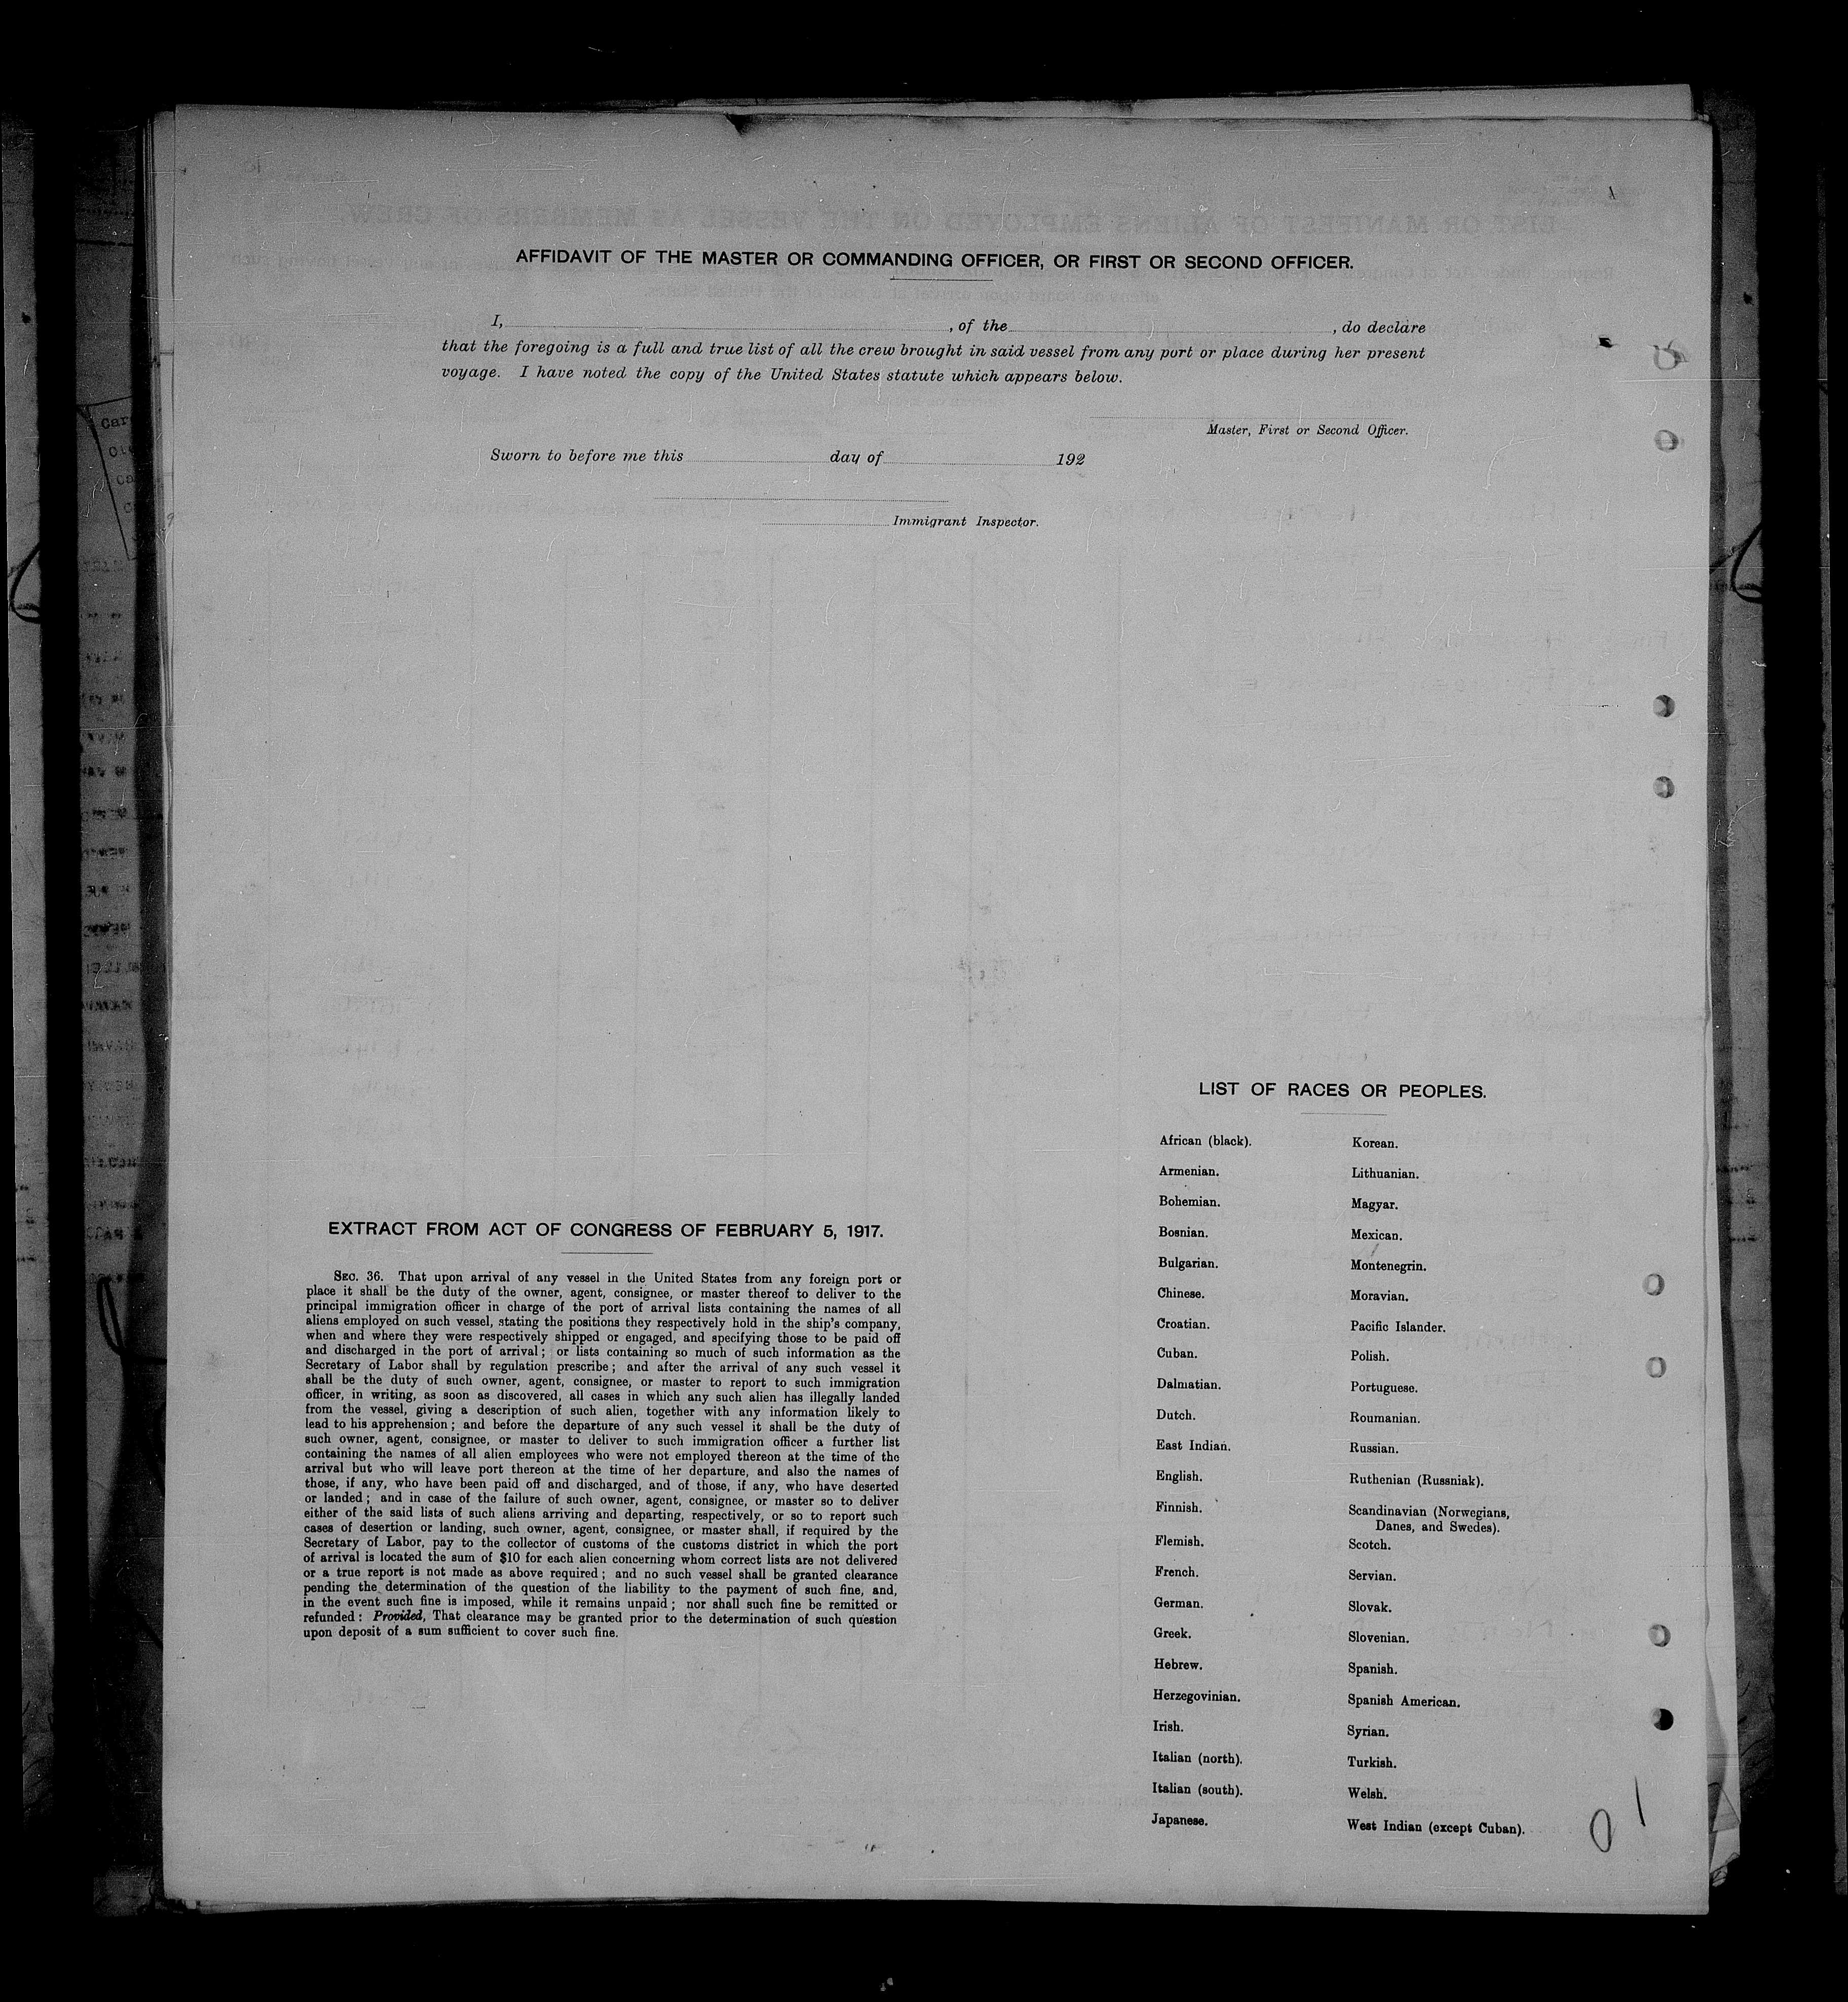 AFFIDAVIT OF THE MASTER OR COMMANDING OFFICER, OR FIRST OR SECOND OFFICER.
I, , of the , do declare
that the foregoing is a full and true list of all the crew brought in said vessel from any port or place during her present
voyage. I have noted the copy of the United States statute which appears below.
Master, First or Second Officer.
Sworn to before me this day of 192
Immigrant Inspector.
EXTRACT FROM ACT OF CONGRESS OF FEBRUARY 5, 1917.
SEC. 36. That upon arrival of any vessel in the United States from any foreign port or
place it shall be the duty of the owner, agent, consignee, or master thereof to deliver to the
principal immigration officer in charge of the port of arrival lists containing the names of all
aliens employed on such vessel, stating the positions they respectively hold in the ship's company,
when and where they were respectively shipped or engaged, and specifying those to be paid off
and discharged in the port of arrival; or lists containing so much of such information as the
Secretary of Labor shall by regulation prescribe; and after the arrival of any such vessel it
shall be the duty of such owner, agent, consignee, or master to report to such immigration
officer, in writing, as soon as discovered, all cases in which any such alien has illegally landed
from the vessel, giving a description of such alien, together with any information likely to
lead to his apprehension; and before the departure of any such vessel it shall be the duty of
such owner, agent, consignee, or master to deliver to such immigration officer a further list
containing the names of all alien employees who were not employed thereon at the time of the
arrival but who will leave port thereon at the time of her departure, and also the names of
those, if any, who have been paid off and discharged, and of those, if any, who have deserted
or landed; and in case of the failure of such owner, agent, consignee, or master so to deliver
either of the said lists of such aliens arriving and departing, respectively, or so to report such
cases of desertion or landing, such owner, agent, consignee, or master shall, if required by the
Secretary of Labor, pay to the collector of customs of the customs district in which the port
of arrival is located the sum of $10 for each alien concerning whom correct lists are not delivered
or a true report is not made as above required; and no such vessel shall be granted clearance
pending the determination of the question of the liability to the payment of such fine, and,
in the event such fine is imposed, while it remains unpaid; nor shall such fine be remitted or
refunded: Provided, That clearance may be granted prior to the determination of such question
upon deposit of a sum sufficient to cover such fine.
LIST OF RACES OR PEOPLES.
African (black).
Armenian.
Bohemian.
Bosnian.
Bulgarian.
Chinese.
Croatian.
Cuban.
Dalmatian.
Dutch.
East Indian.
English.
Finnish.
Flemish.
French.
German.
Greek.
Hebrew.
Herzegovinian.
Irish.
Italian (north).
Italian (south).
Japanese.
Korean.
Lithuanian.
Magyar.
Mexican.
Montenegrin.
Moravian.
Pacific Islander.
Polish.
Portuguese.
Roumanian.
Russian.
Ruthenian (Russniak).
Scandinavian (Norwegians,
Danes, and Swedes).
Scotch.
Servian.
Slovak.
Slovenian.
Spanish.
Spanish American.
Syrian.
Turkish.
Welsh.
West Indian (except Cuban).